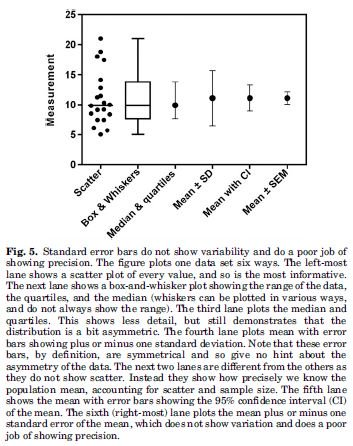 25
20
15
10
5
0
Measurement
Scatter
Box & Whiskers
Median & quartiles
Mean ± SD
Mean with CI
Mean ± SEM
Fig. 5. Standard error bars do not show variability and do a poor job of
showing precision. The figure plots one data set six ways. The left-most
lane shows a scatter plot of every value, and so is the most informative.
The next lane shows a box-and-whisker plot showing the range of the data,
the quartiles, and the median (whiskers can be plotted in various ways,
and do not always show the range). The third lane plots the median and
quartiles. This shows less detail, but still demonstrates that the
distribution is a bit asymmetric. The fourth lane plots mean with error
bars showing plus or minus one standard deviation. Note that these error
bars, by definition, are symmetrical and so give no hint about the
asymmetry of the data. The next two lanes are different from the others as
they do not show scatter. Instead they show how precisely we know the
population mean, accounting for scatter and sample size. The fifth lane
shows the mean with error bars showing the 95% confidence interval (CI)
of the mean. The sixth (right-most) lane plots the mean plus or minus one
standard error of the mean, which does not show variation and does a poor
job of showing precision.